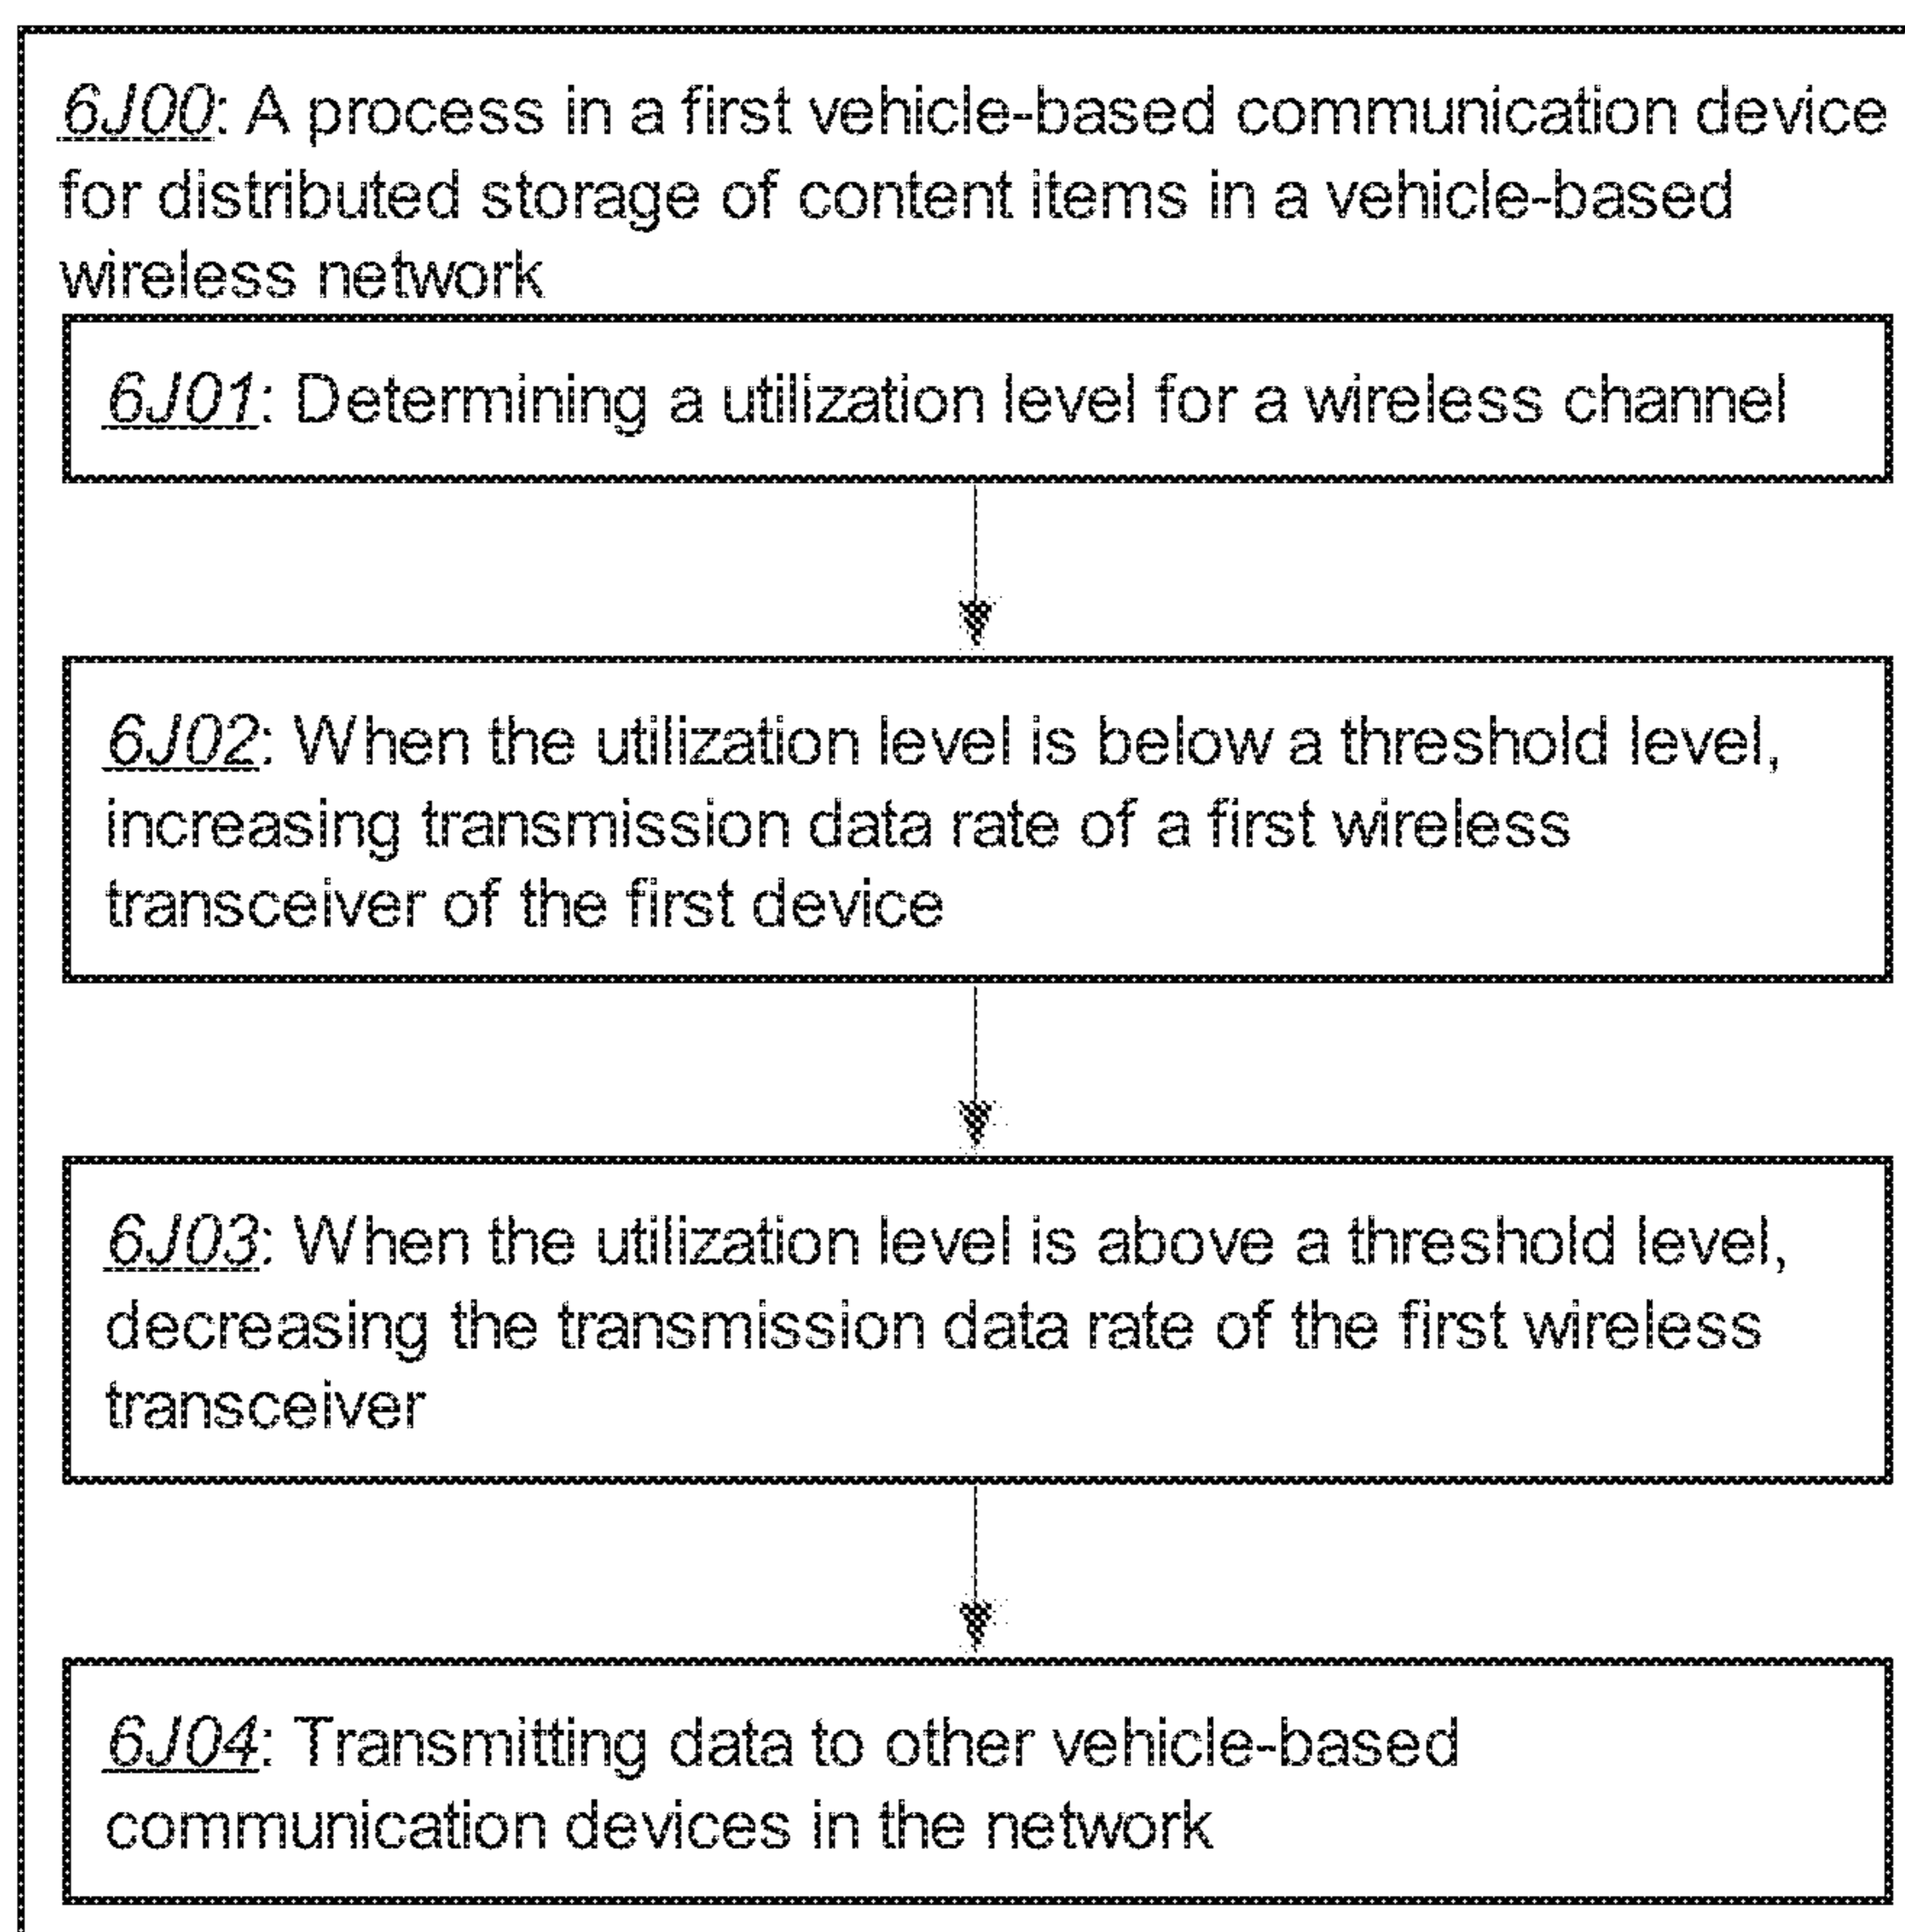 6J00: A process in a first vehicle-based communication device
for distributed storage of content items in a vehicle-based
wireless network
6J01: Determining a utilization level for a wireless channel
6J02: When the utilization level is below a threshold level,
increasing transmission data rate of a first wireless
transceiver of the first device
6J03: When the utilization level is above a threshold level,
decreasing the transmission data rate of the first wireless
transceiver
6J04: Transmitting data to other vehicle-based
communication devices in the network